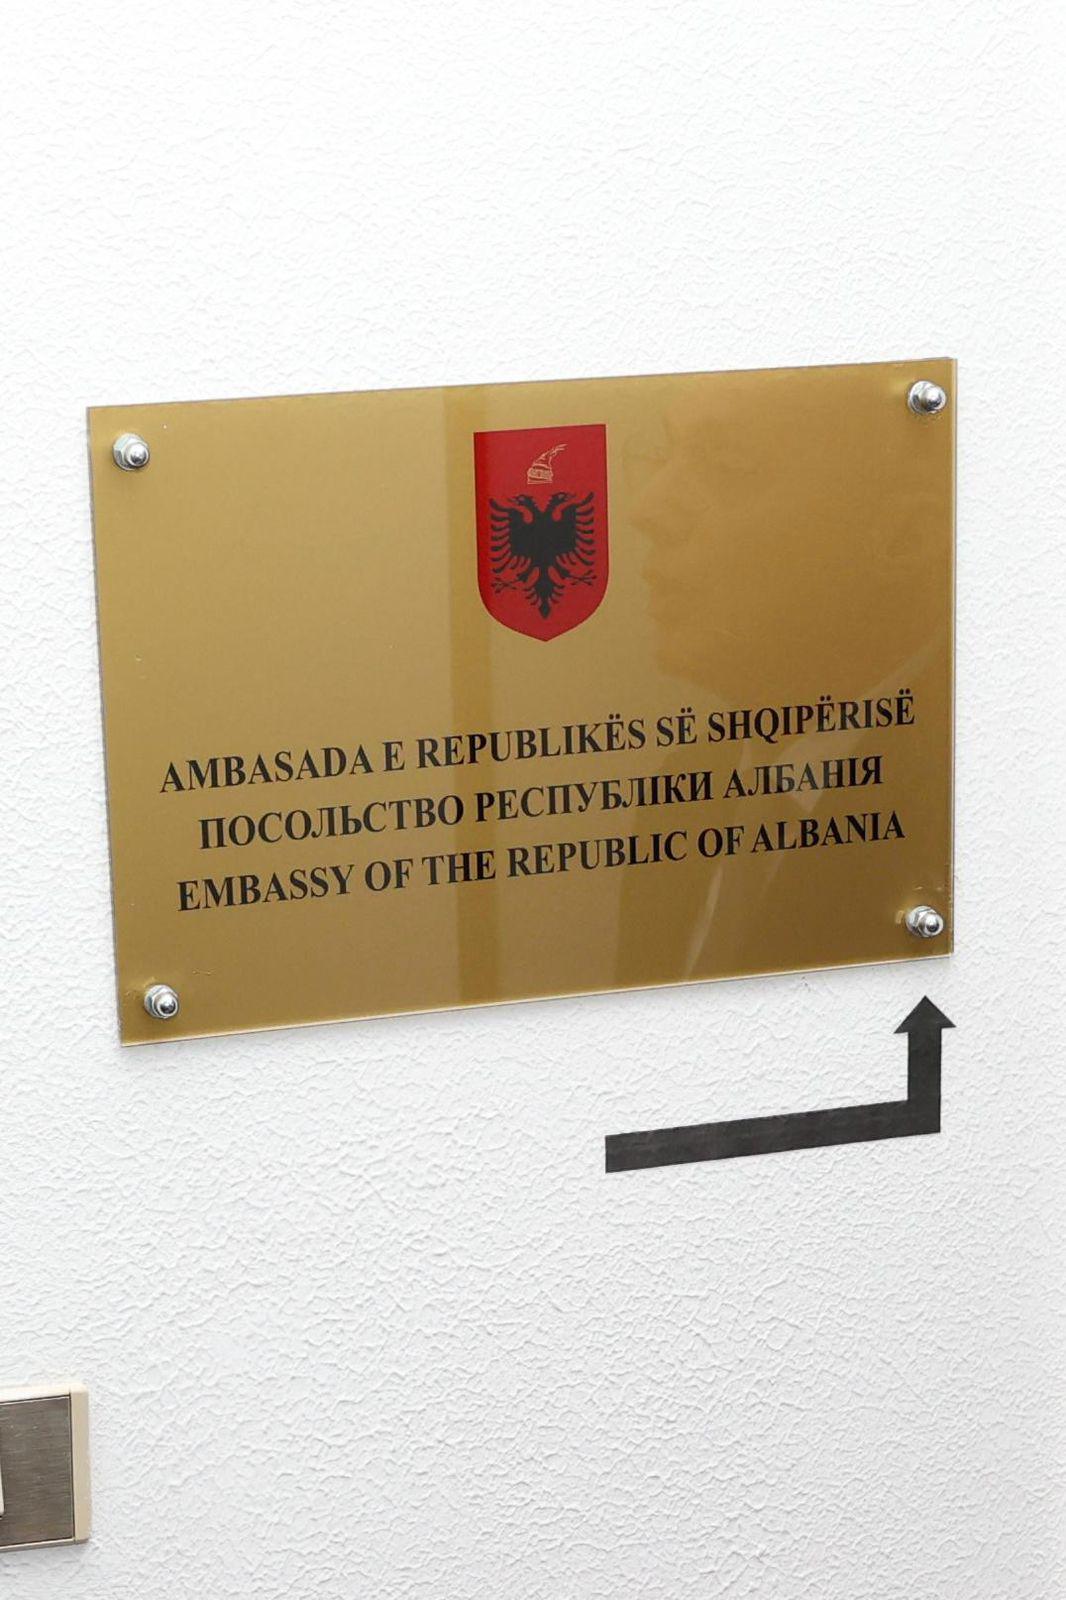 AMBASADA E REPUBLIKËS SË SHQIPËRISË
ПОСОЛЬСТВО РЕСПУБЛІКИ АЛБАНІЯ
EMBASSY OF THE REPUBLIC OF ALBANIA